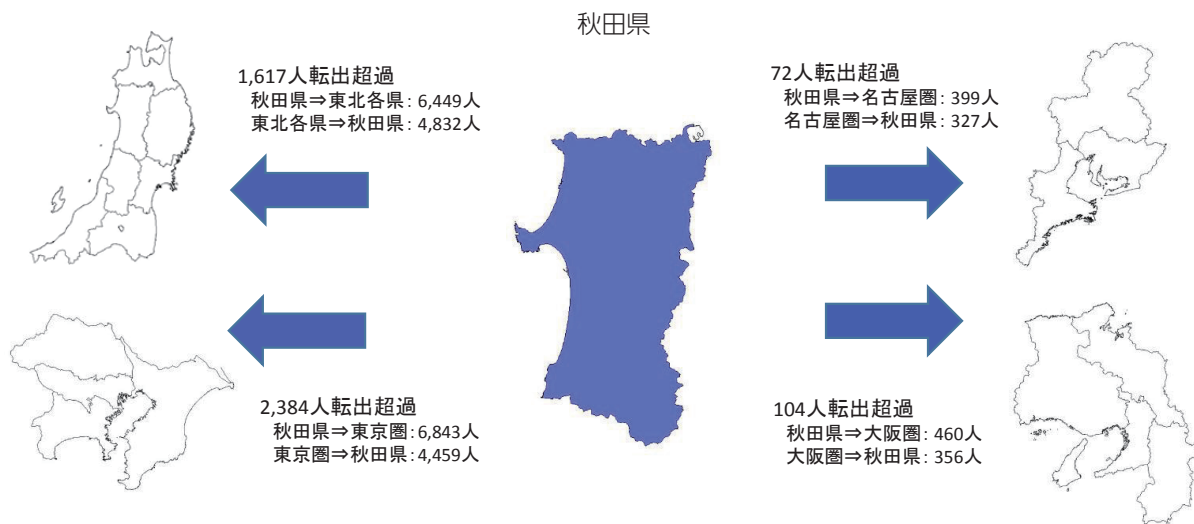 秋田県
1,617人転出超過
秋田県⇒東北各県：6,449人
東北各県⇒秋田県：4,832人
72人転出超過
秋田県⇒名古屋圏：399人
名古屋圏⇒秋田県：327人
2,384人転出超過
秋田県⇒東京圏：6,843人
東京圏⇒秋田県：4,459人
104人転出超過
秋田県⇒大阪圏：460人
大阪圏⇒秋田県：356人